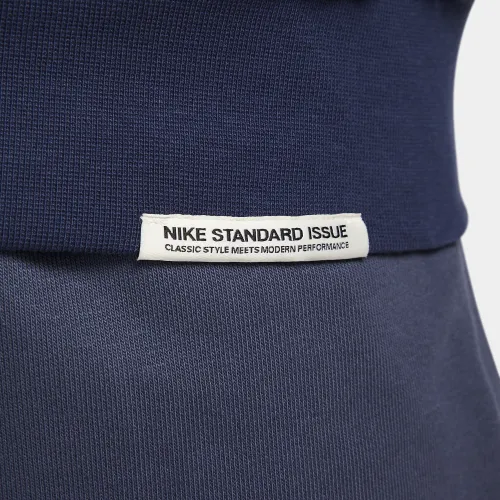 NIKE STANDARD ISSUE
CLASSIC STYLE MEETS MODERN PERFORMANCE